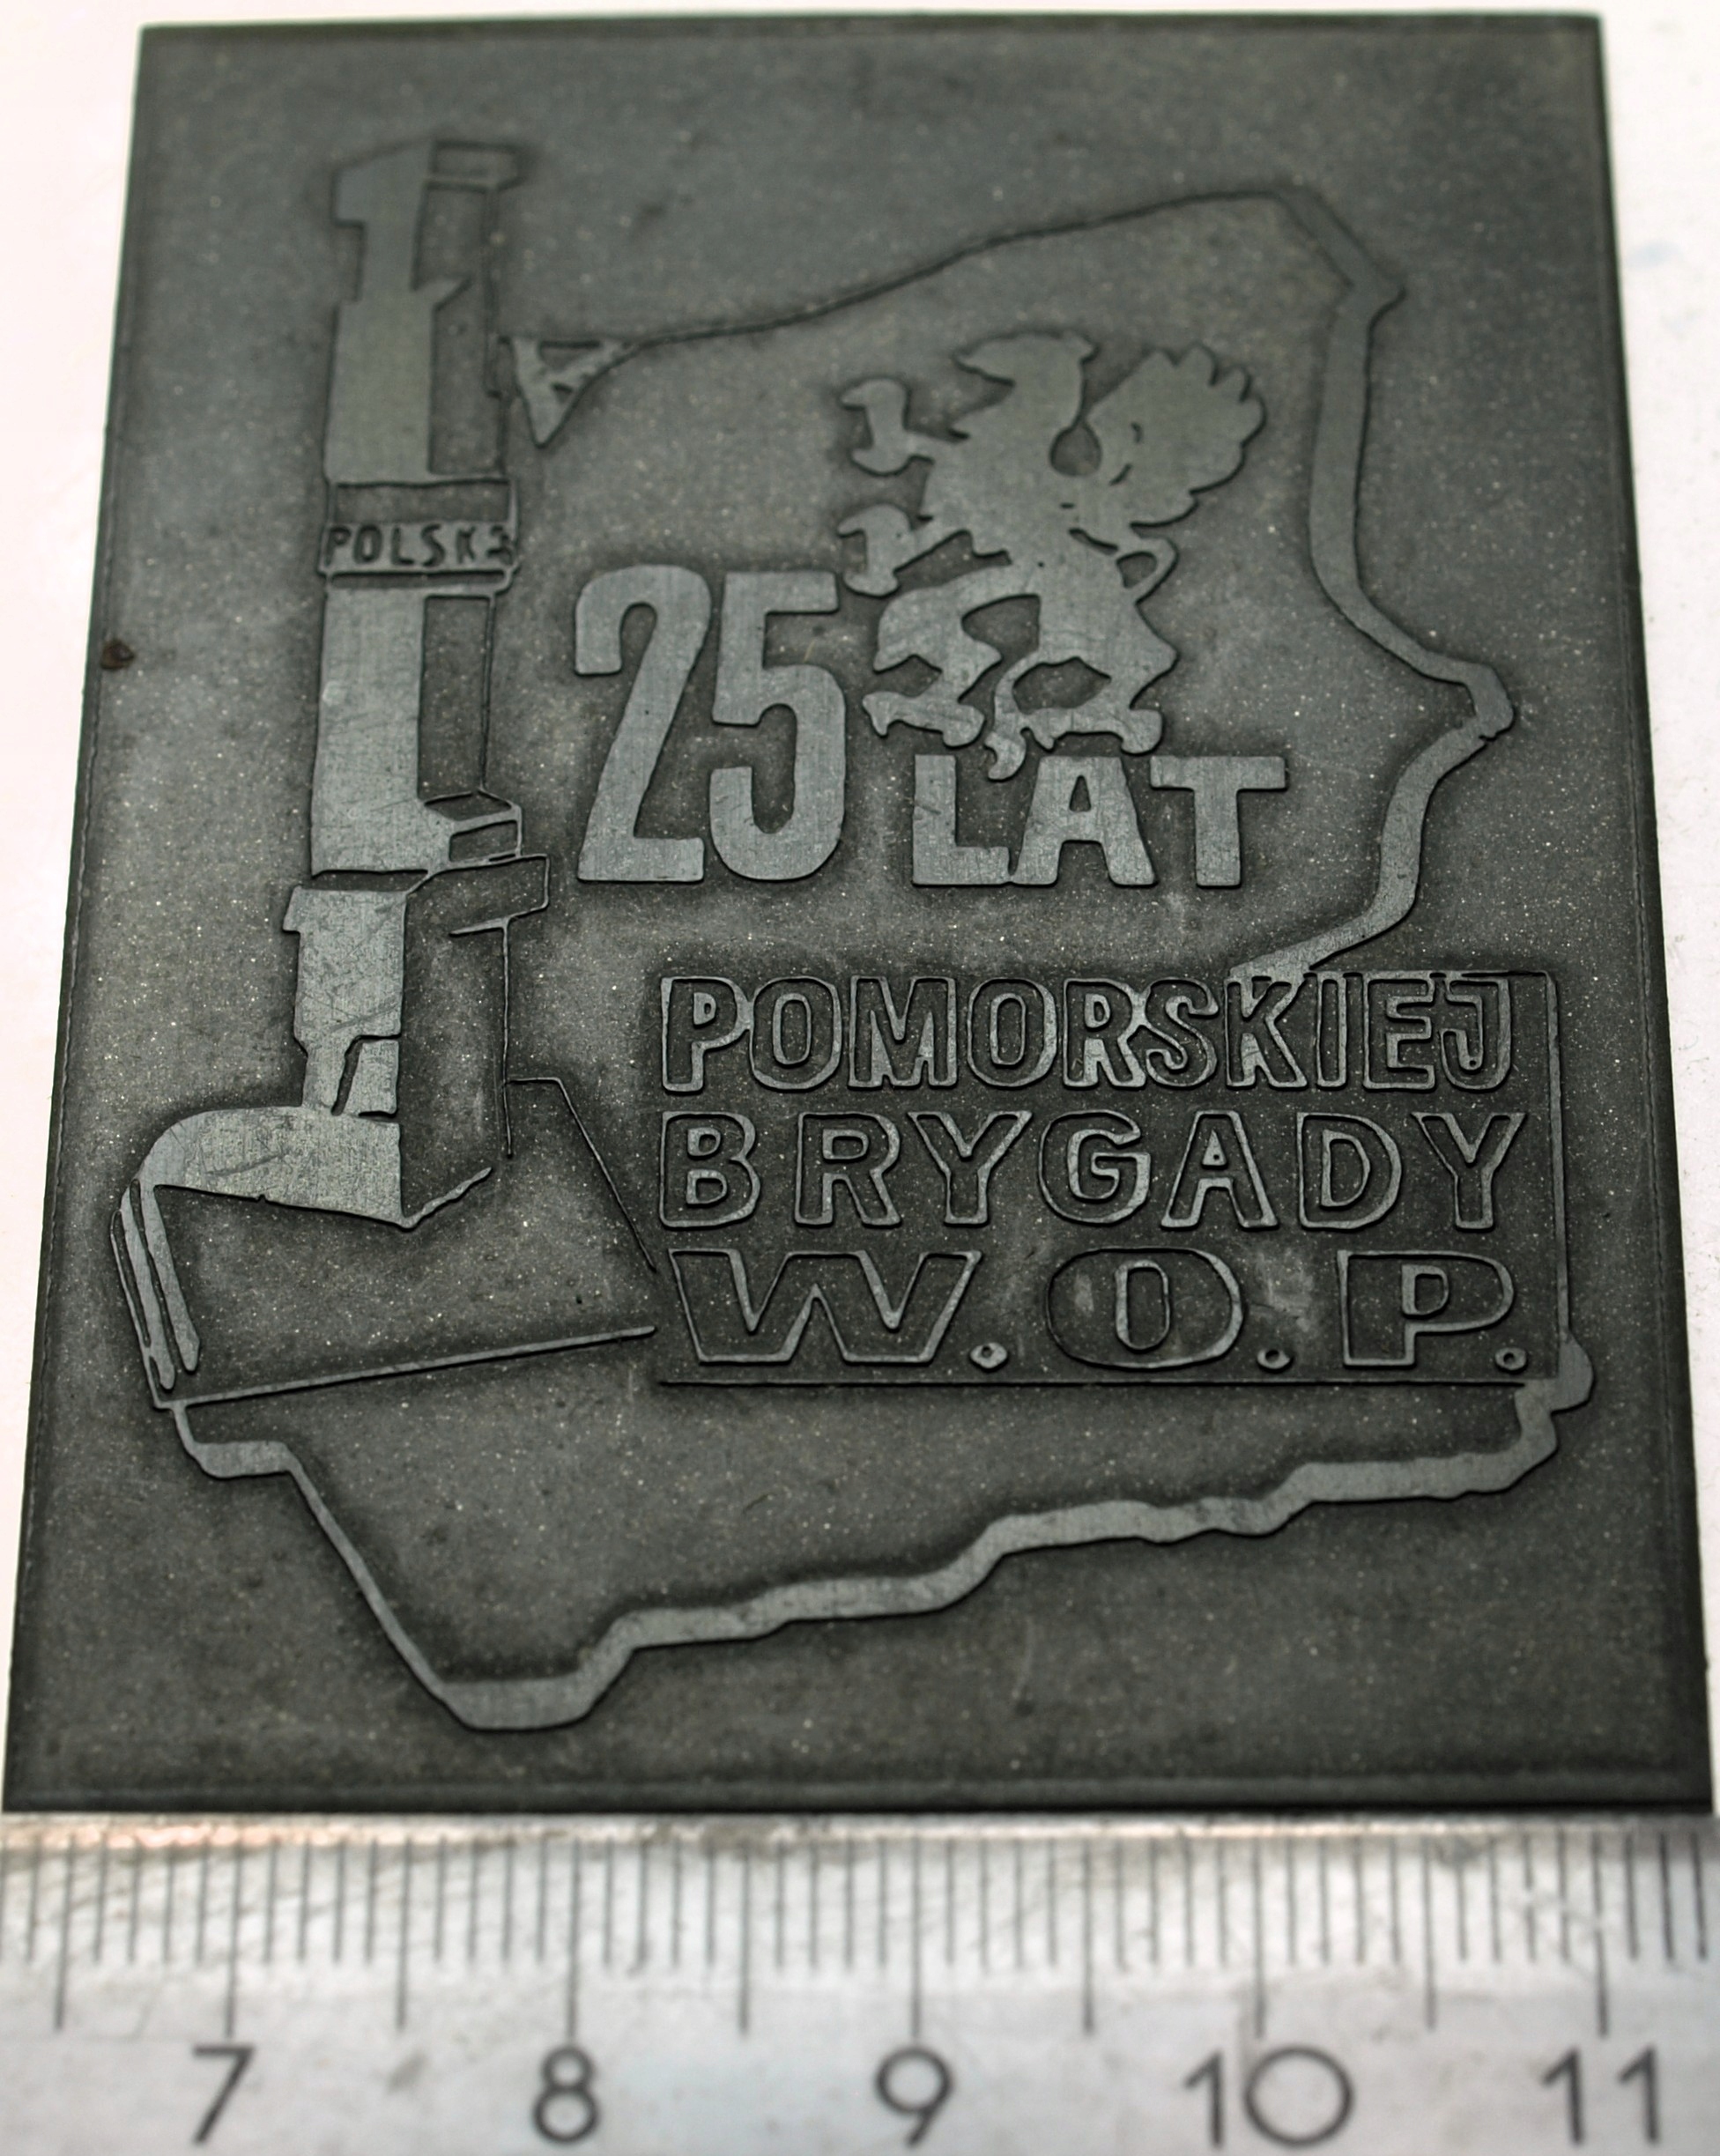 POLSKA
25 LAT
POMORSKIEJ
BRYGADY
W.O.P.
7 8 9 10 11